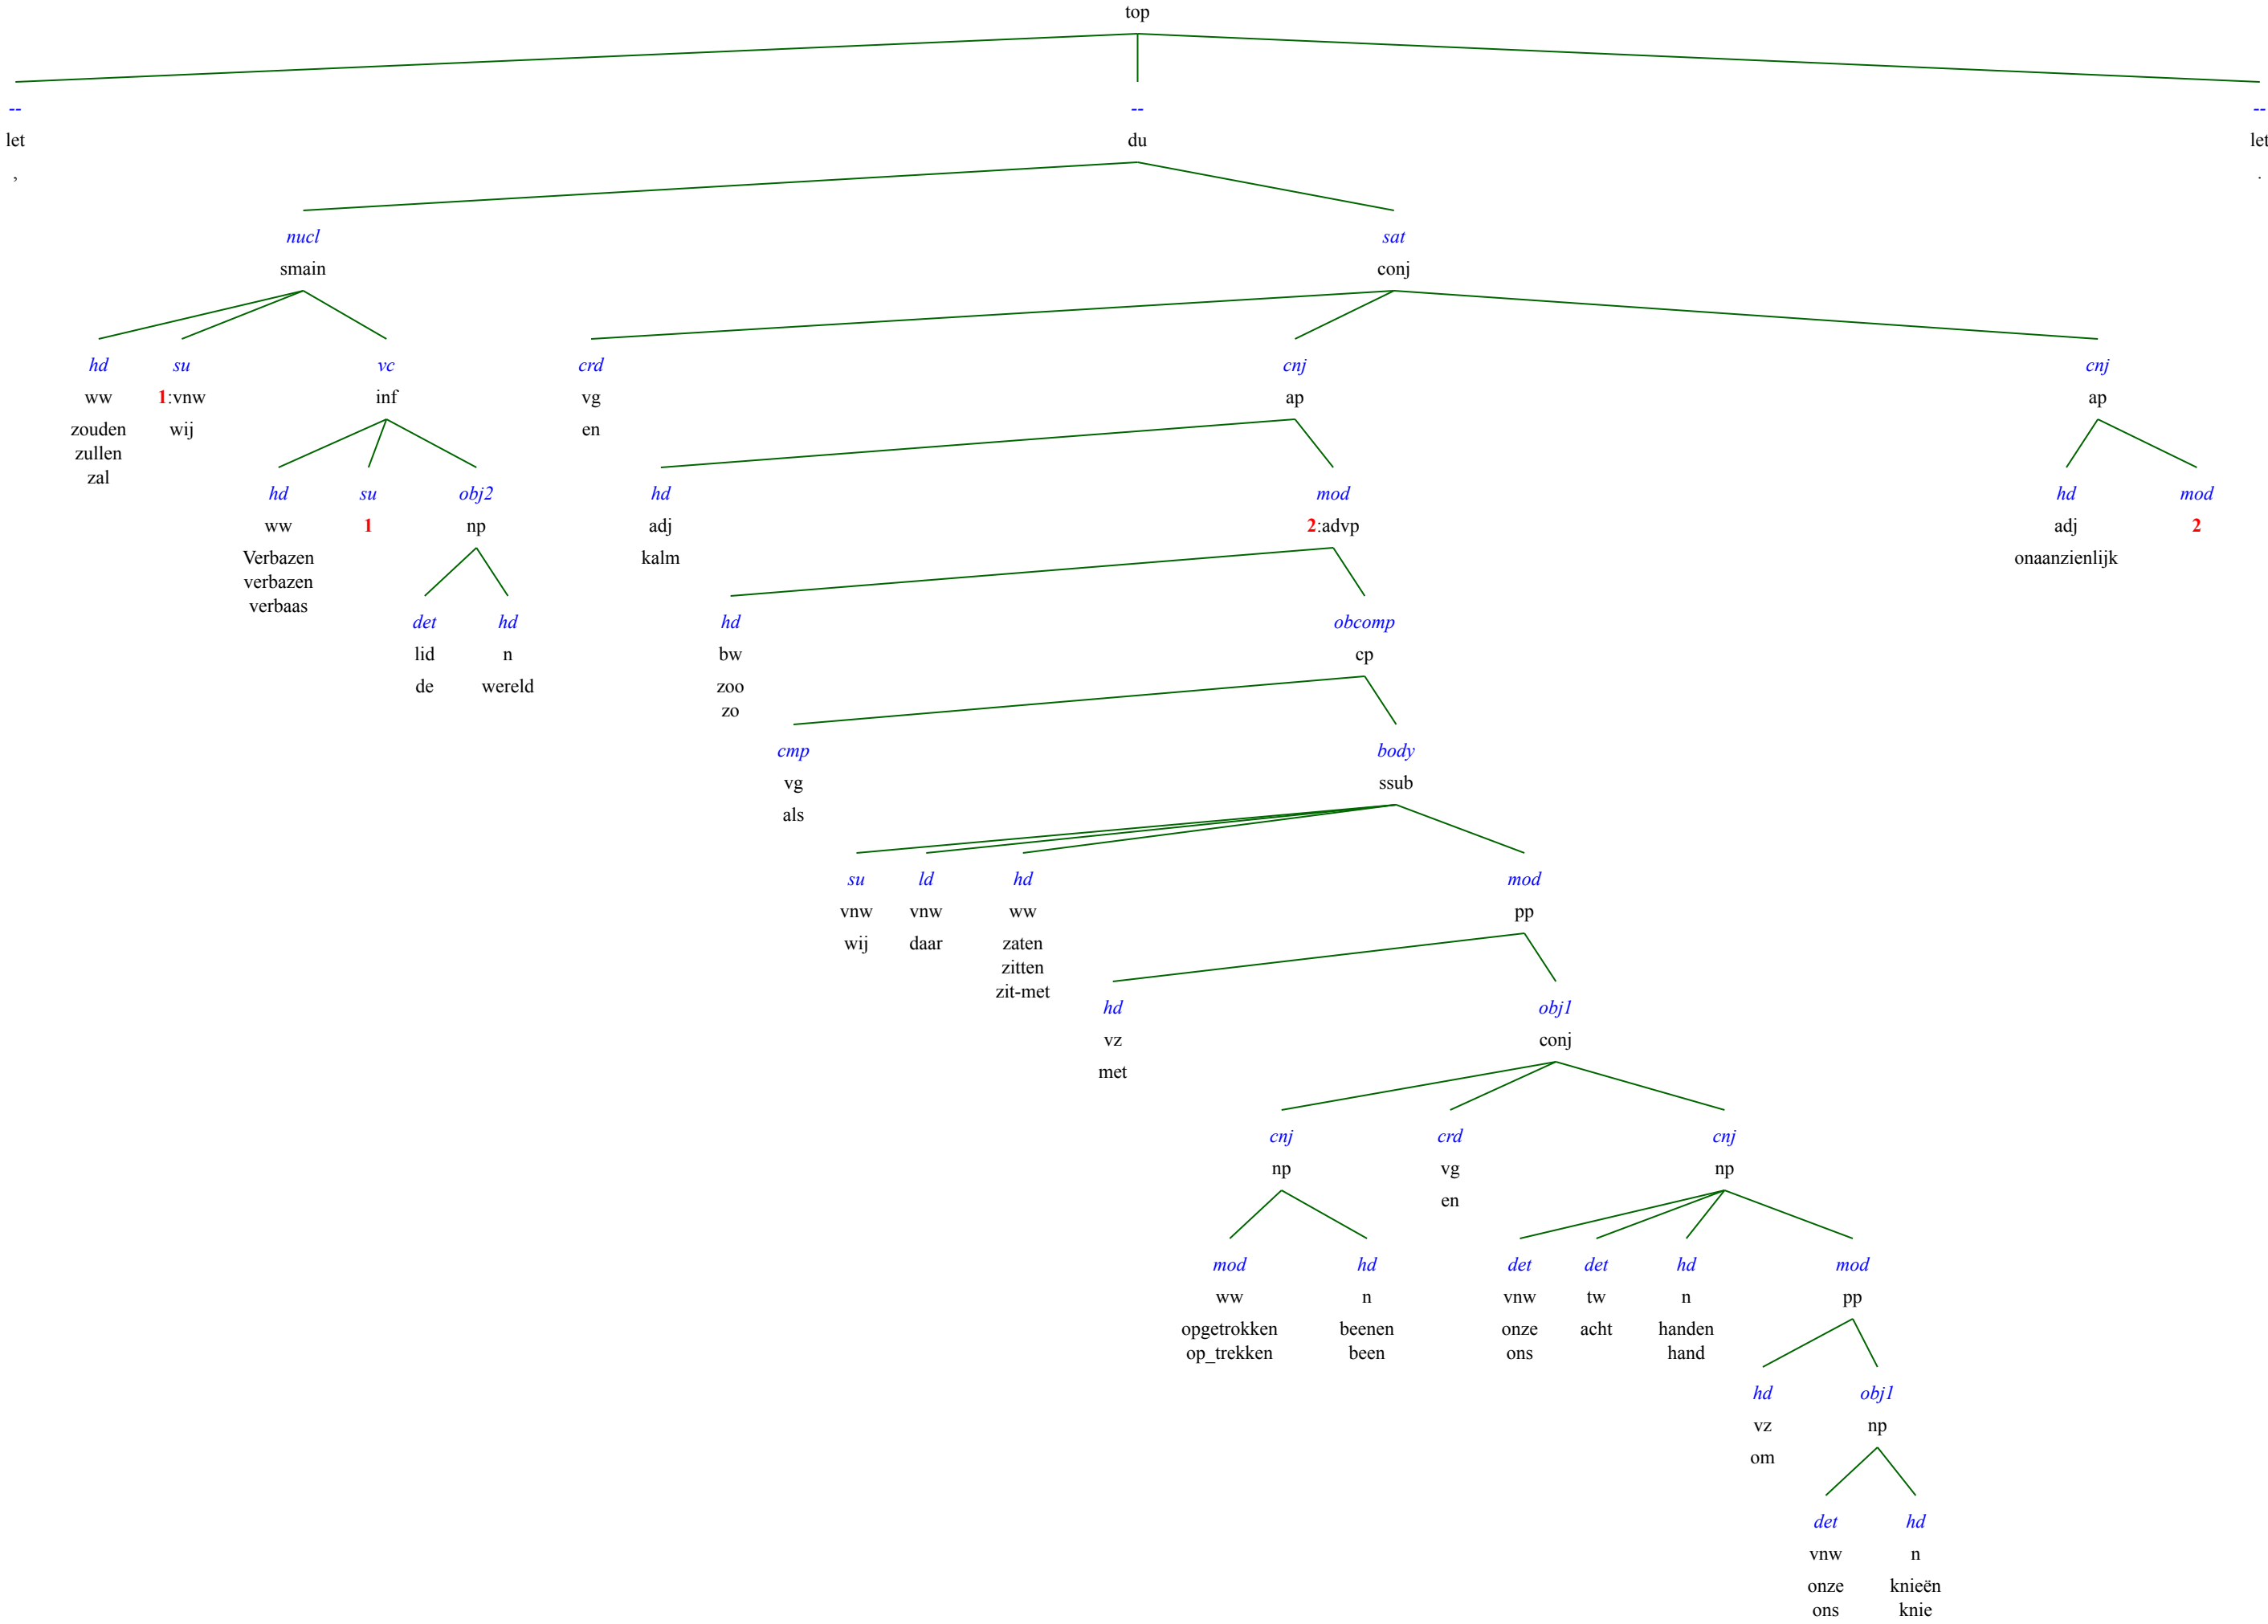 top
-- -- --
let du let
, .
nucl sat
smain conj
hd su vc crd cnj cnj
ww 1:vnw inf vg ap ap
zouden wij en
zullen
zal
hd su obj2 hd mod hd mod
ww 1 np adj 2:advp adj 2
Verbazen kalm onaanzienlijk
verbazen
verbaas
det hd hd obcomp
lid n bw cp
de wereld zoo
zo
cmp body
vg ssub
als
su ld hd mod
vnw vnw ww pp
wij daar zaten
zitten
zit-met
hd obj1
vz conj
met
cnj crd cnj
np vg np
en
mod hd det det hd mod
ww n vnw tw n pp
opgetrokken beenen onze acht handen
op_trekken been ons hand
hd obj1
vz np
om
det hd
vnw n
onze knieën
ons knie